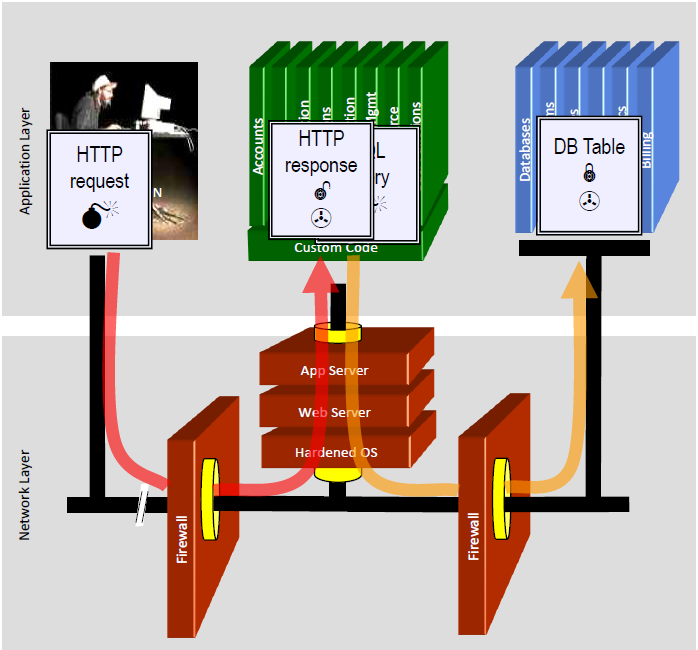 Application Layer
HTTP
request
N
Accounts
HTTP
response
Custom Code
Databases
DB Table
Billing
App Server
Web Server
Hardened OS
Network Layer
Firewall
Firewall